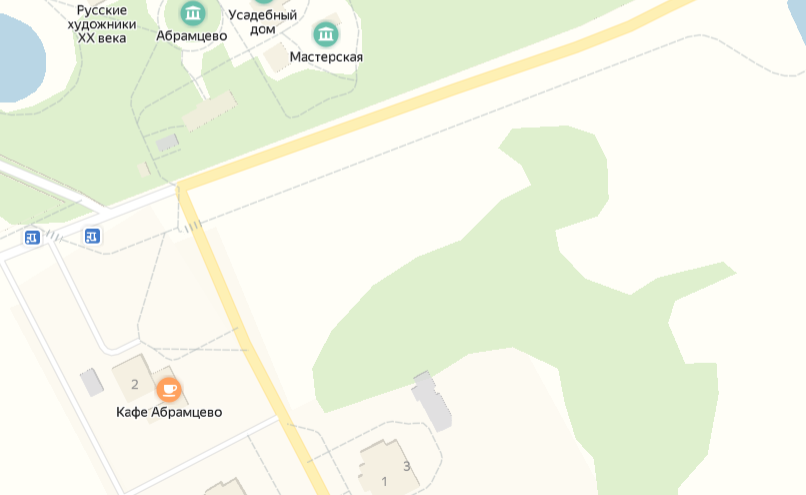 Русские
художники
XX века
Абрамцево
Усадебный
дом
Мастерская
2
Кафе Абрамцево
3
1